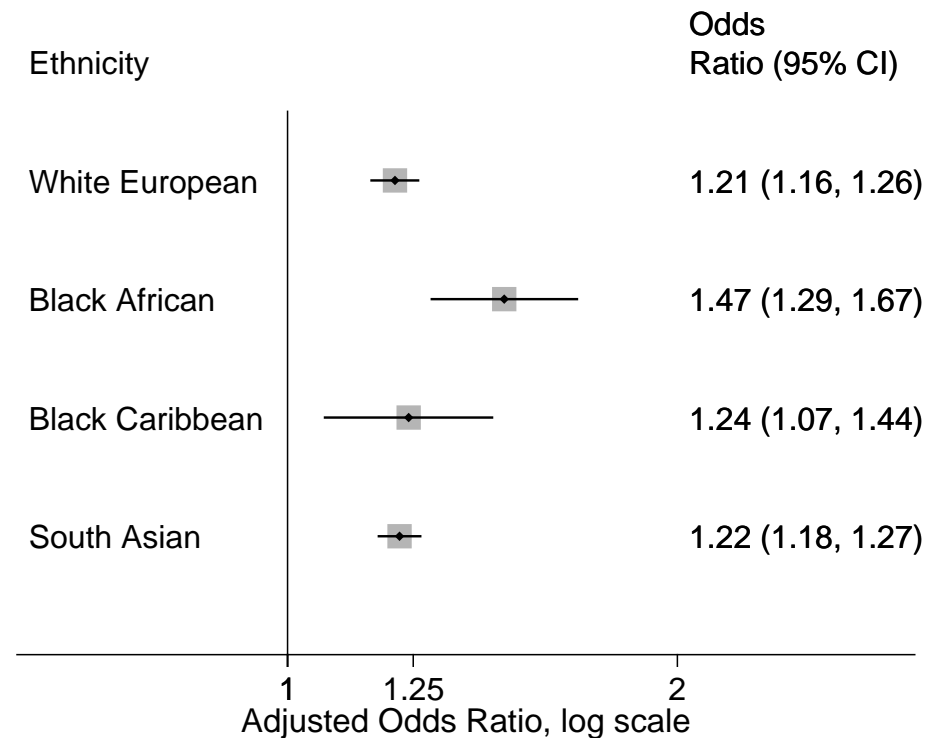 Odds
Ethnicity Ratio (95% CI)
White European 1.21 (1.16, 1.26)
Black African 1.47 (1.29, 1.67)
Black Caribbean 1.24 (1.07, 1.44)
South Asian 1.22 (1.18, 1.27)
1 1.25 2
Adjusted Odds Ratio, log scale